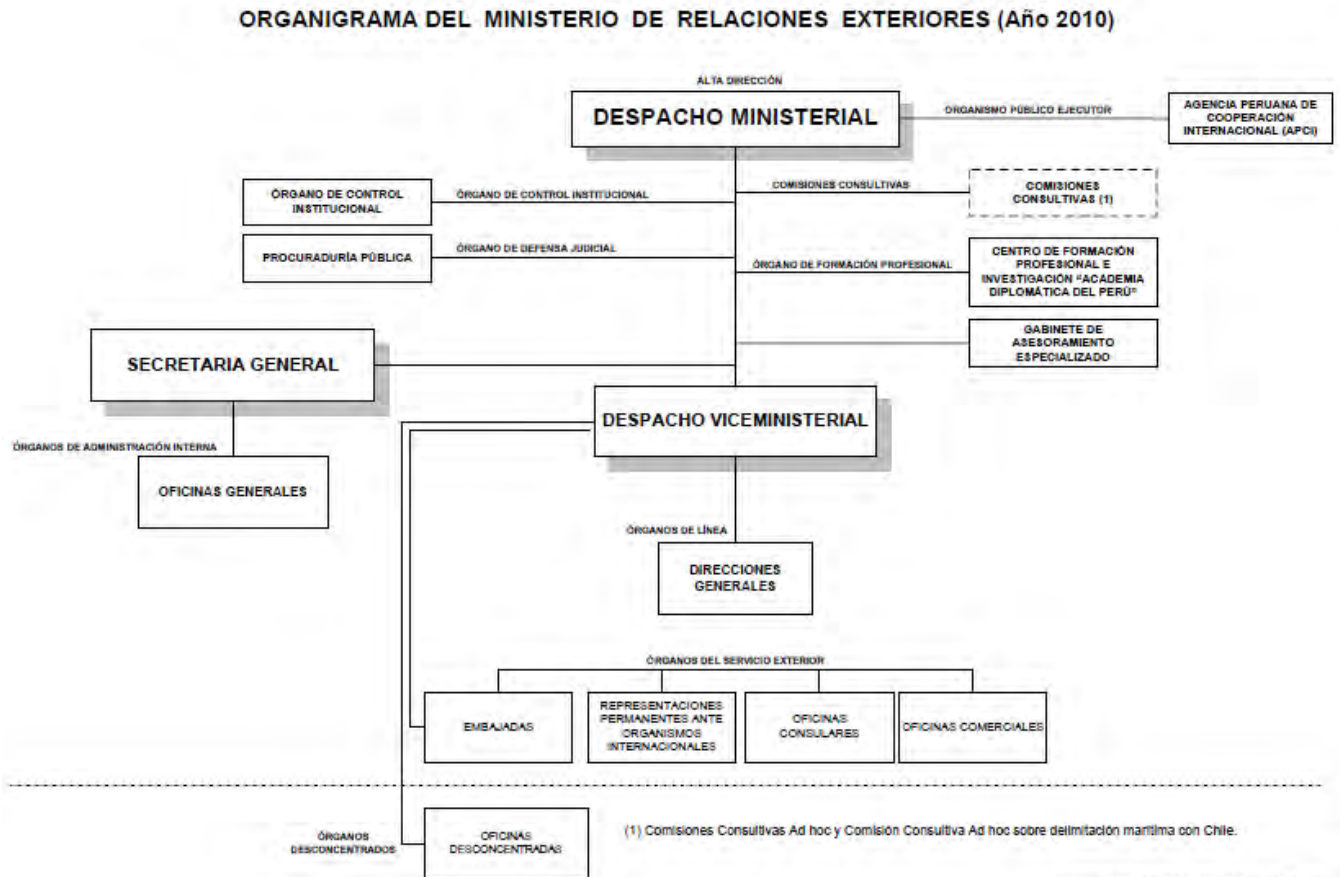 ORGANIGRAMA DEL MINISTERIO DE RELACIONES EXTERIORES (Año 2010)
ALTA DIRECCIÓN
DESPACHO MINISTERIAL
ORGANISMO PÚBLICO EJECUTOR
AGENCIA PERUANA DE
COOPERACIÓN
INTERNACIONAL (APCI)
ÓRGANO DE CONTROL
INSTITUCIONAL
ÓRGANO DE CONTROL INSTITUCIONAL
COMISIONES CONSULTIVAS
COMISIONES
CONSULTIVAS (1)
PROCURADURÍA PÚBLICA
ÓRGANO DE DEFENSA JUDICIAL
ÓRGANO DE FORMACIÓN PROFESIONAL
CENTRO DE FORMACIÓN
PROFESIONAL E
INVESTIGACIÓN “ACADEMIA
DIPLOMÁTICA DEL PERÚ”
GABINETE DE
ASESORAMIENTO
ESPECIALIZADO
SECRETARIA GENERAL
DESPACHO VICEMINISTERIAL
ÓRGANOS DE ADMINISTRACIÓN INTERNA
OFICINAS GENERALES
ÓRGANOS DE LÍNEA
DIRECCIONES
GENERALES
ÓRGANOS DEL SERVICIO EXTERIOR
EMBAJADAS
REPRESENTACIONES
PERMANENTES ANTE
ORGANISMOS
INTERNACIONALES
OFICINAS
CONSULARES
OFICINAS COMERCIALES
ÓRGANOS
DESCONCENTRADOS
OFICINAS
DESCONCENTRADAS
(1) Comisiones Consultivas Ad hoc y Comisión Consultiva Ad hoc sobre delimitación marítima con Chile.